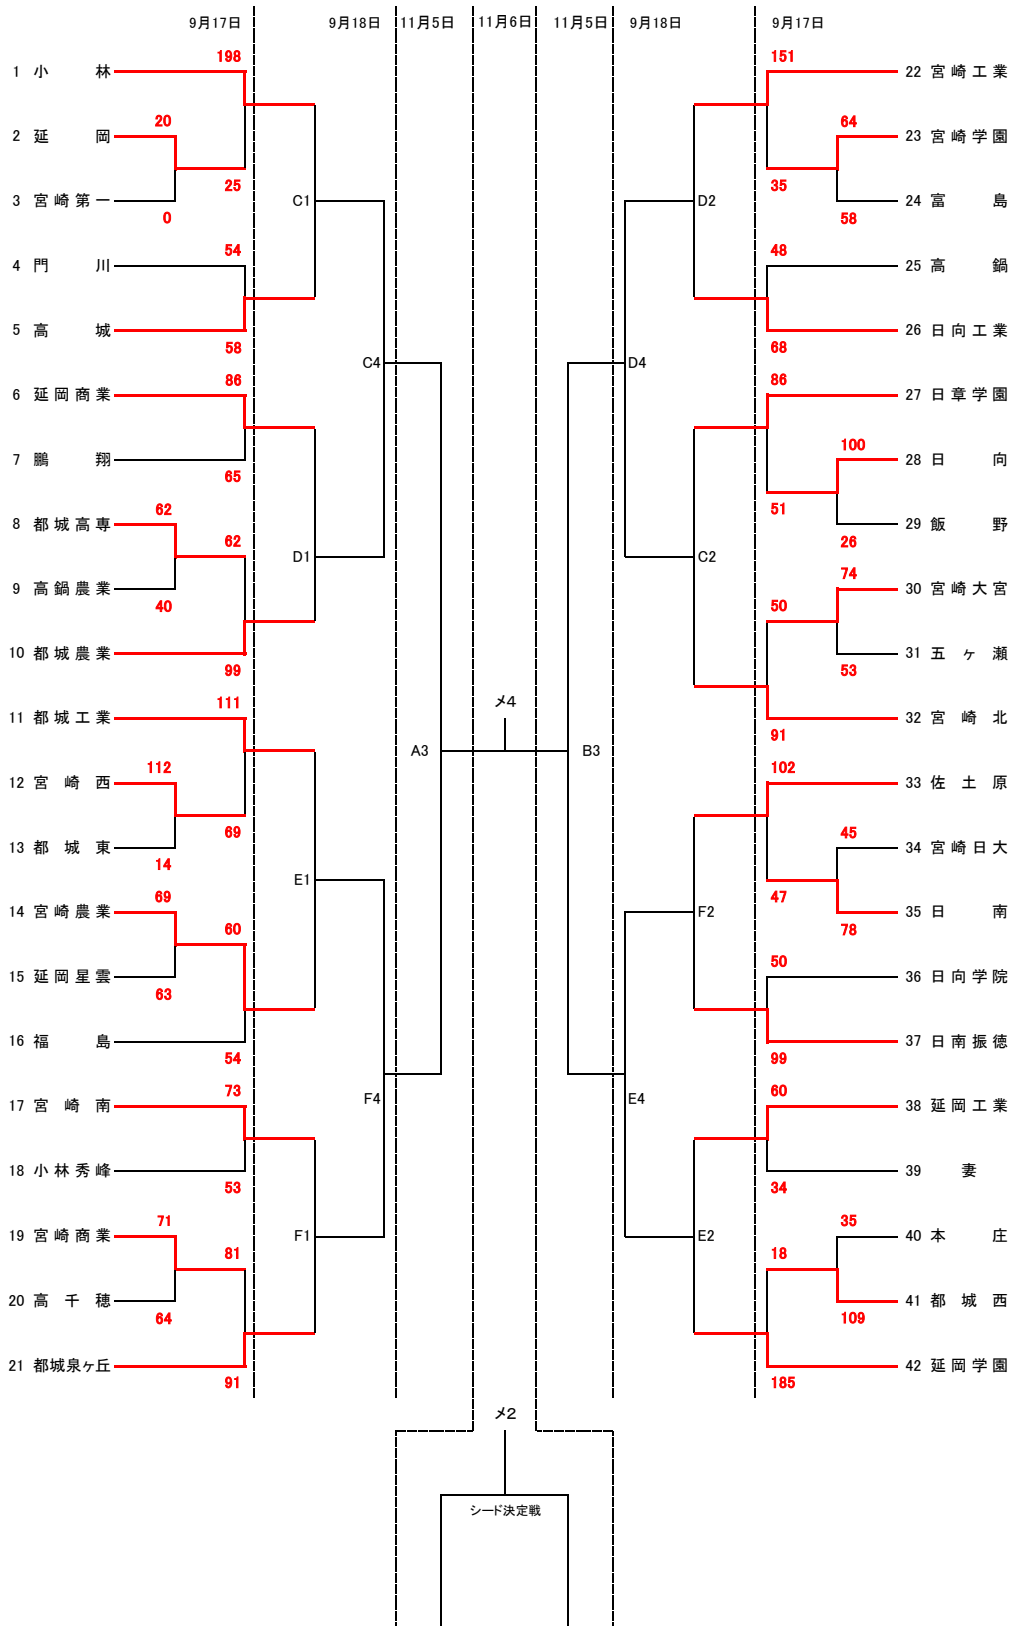 9月17日 9月18日 11月5日 11月6日 11月5日 9月18日 9月17日
198 151
1 小林 22 宮崎工業
20 64
2 延岡 23 宮崎学園
25 35
3 宮崎第一 C1 D2 24 富島
0 58
54 48
4 門川 25 高鍋
5 高城 26 日向工業
58 68
C4 D4
86 86
6 延岡商業 27 日章学園
100
7 鵬翔 28 日向
65 51
62 29 飯野
8 都城高専
62 26
D1 C2
74
9 高鍋農業 30 宮崎大宮
40 50
10 都城農業 31 五ヶ瀬
99 53
111 メ4
11 都城工業 32 宮崎北
91
A3 B3
112 102
12 宮崎西 33 佐土原
69 45
13 都城東 34 宮崎日大
14
E1
69 47
14 宮崎農業 F2 35 日南
60 78
50
15 延岡星雲 36 日向学院
63
16 福島 37 日南振徳
54 99
73 F4 E4 60
17 宮崎南 38 延岡工業
18 小林秀峰 39 妻
53 34
71 35
19 宮崎商業 F1 E2 40 本庄
81 18
20 高千穂 41 都城西
64 109
21 都城泉ヶ丘 42 延岡学園
91 185
メ2
シード決定戦